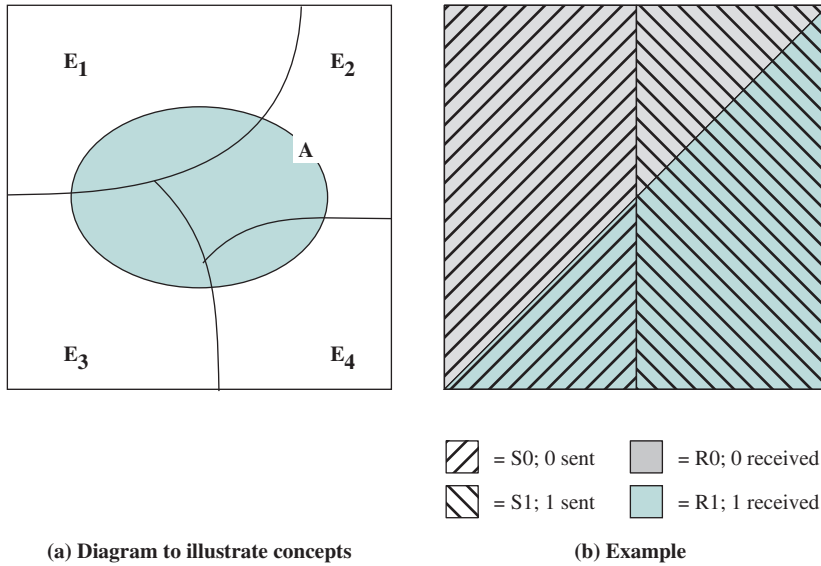 E1
E2
A
E3
E4
= S0; 0 sent
= R0; 0 received
= S1; 1 sent
= R1; 1 received
(a) Diagram to illustrate concepts
(b) Example